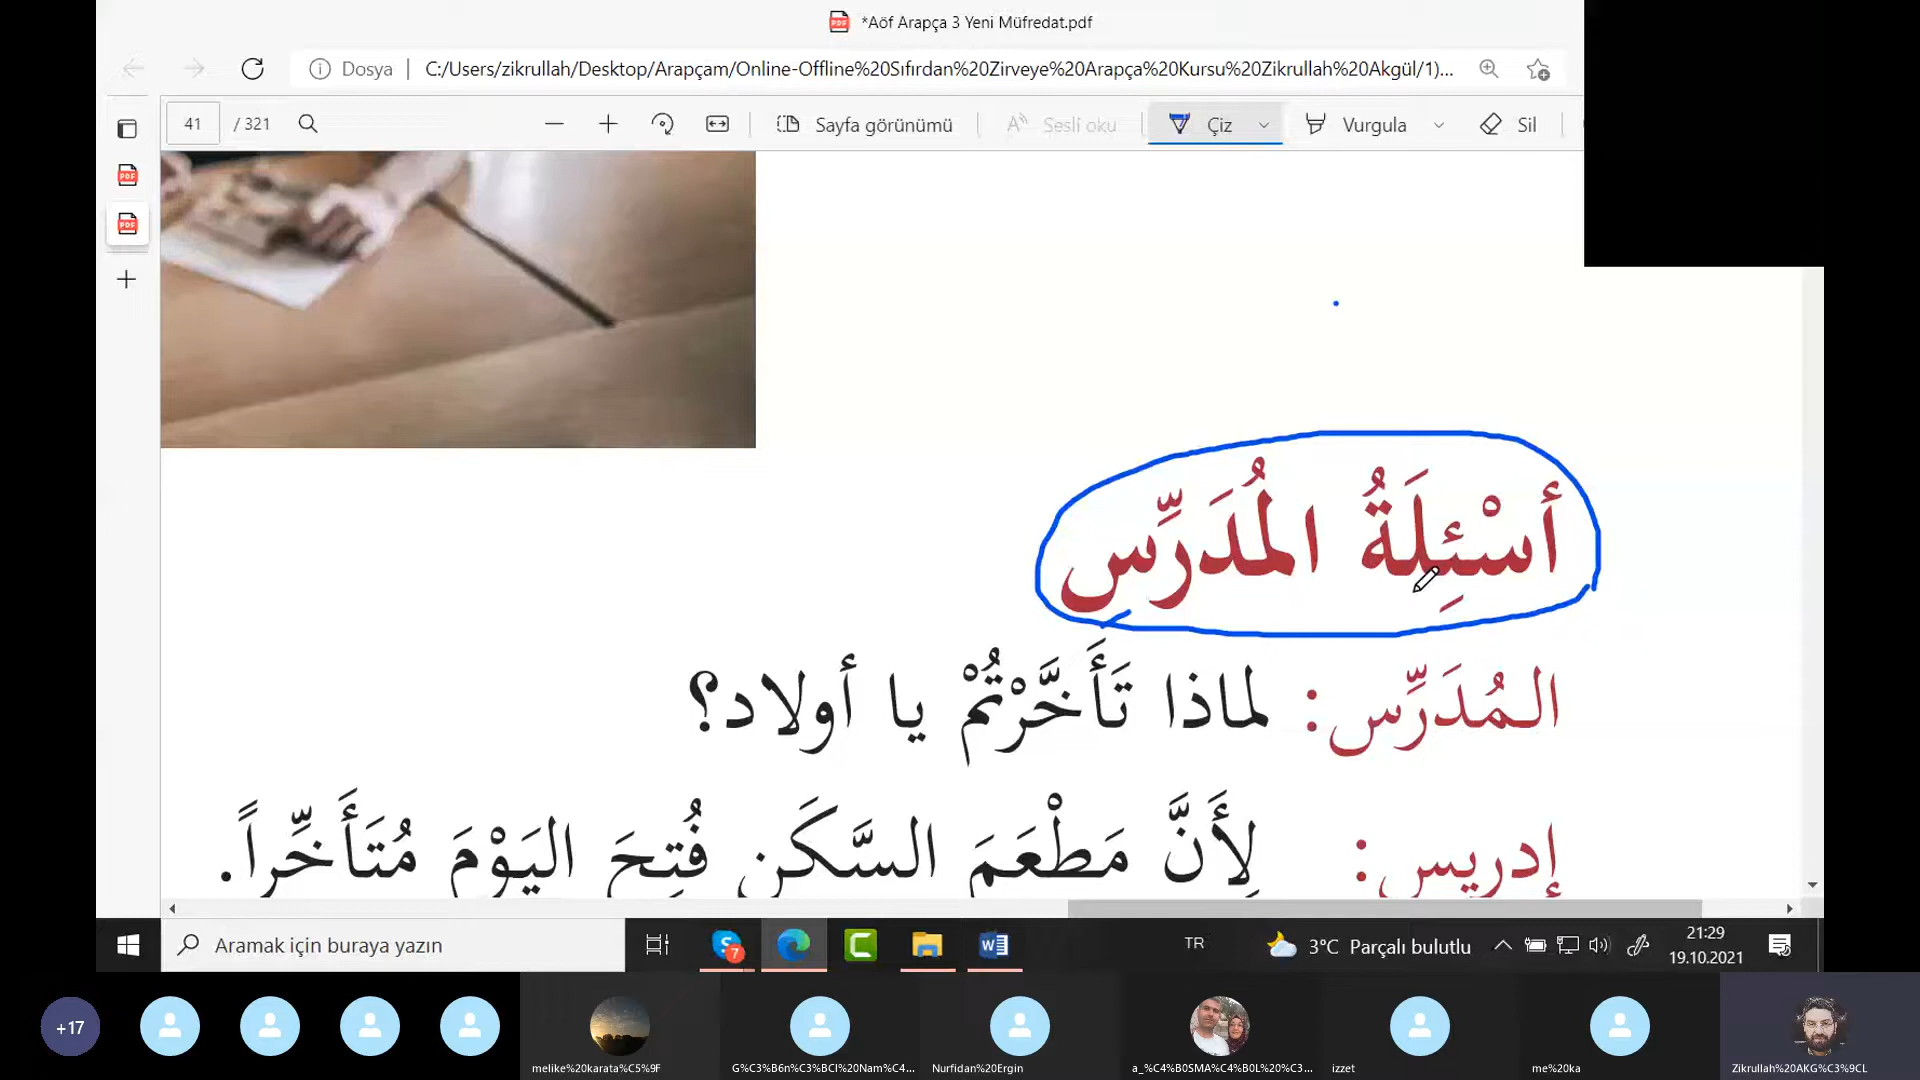 *Aöf Arapça 3 Yeni Müfredat.pdf
Dosya | C:/Users/zikrullah/Desktop/Arapçam/Online-Offline%20Sıfırdan%20Zirveye%20Arapça%20Kursu%20Zikrullah%20Akgül/1)...
41 / 321 Sayfa görünümü Sesli oku Çiz Vurgula Sil
أَسْئِلَةُ المُدَرِّس
المُدَرِّس: لماذا تَأَخَّرْتُمْ يا أولاد؟
إدريس: لِأَنَّ مَطْعَمَ السَّكَن فُتِحَ اليَوْمَ مُتَأَخِّراً.
Aramak için buraya yazın
7
TR
3°C Parçalı bulutlu
21:29
19.10.2021
+17
melike%20karata%C5%9F
G%C3%B6n%C3%BCl%20Nam%C4...
Nurfidan%20Ergin
a_%C4%B0SMA%C4%B0L%20%C3...
izzet
me%20ka
Zikrullah%20AKG%C3%9CL